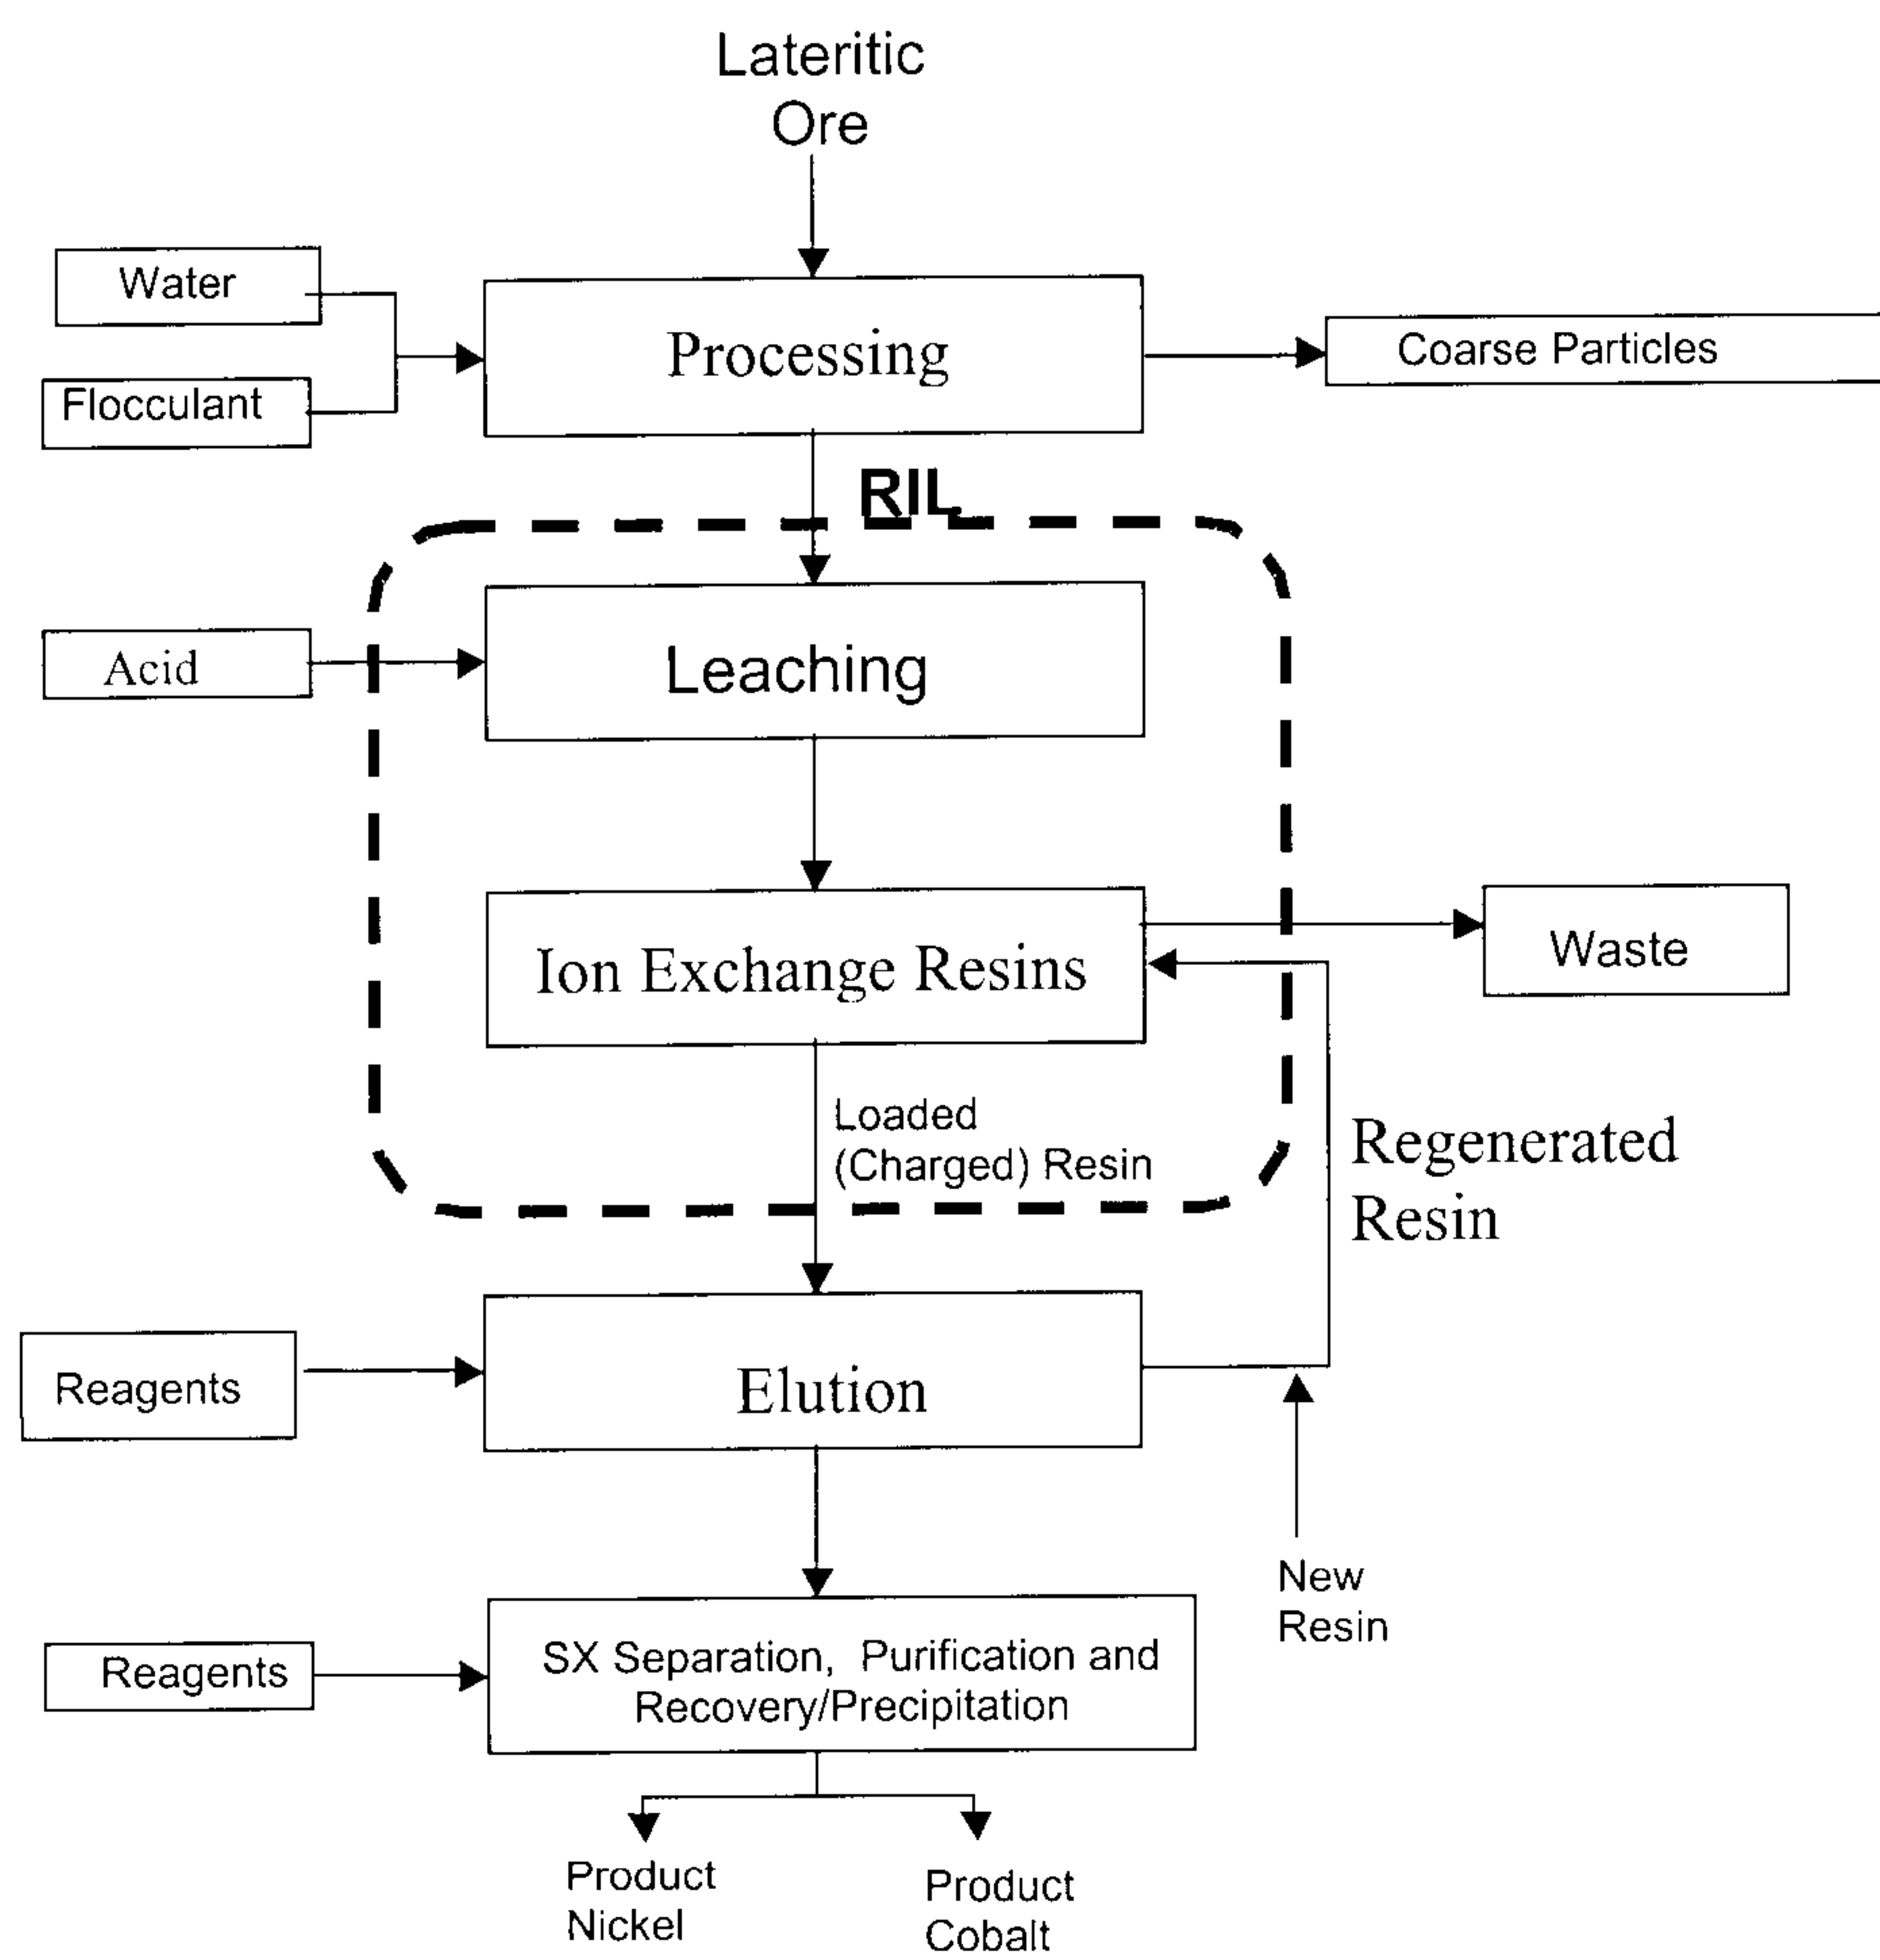 Lateritic
Ore
Water
Processing
Coarse Particles
Flocculant
RIL
Acid
Leaching
Ion Exchange Resins
Waste
Loaded
(Charged) Resin
Regenerated
Resin
Reagents
Elution
New
Resin
Reagents
SX Separation, Purification and
Recovery/Precipitation
Product
Nickel
Product
Cobalt